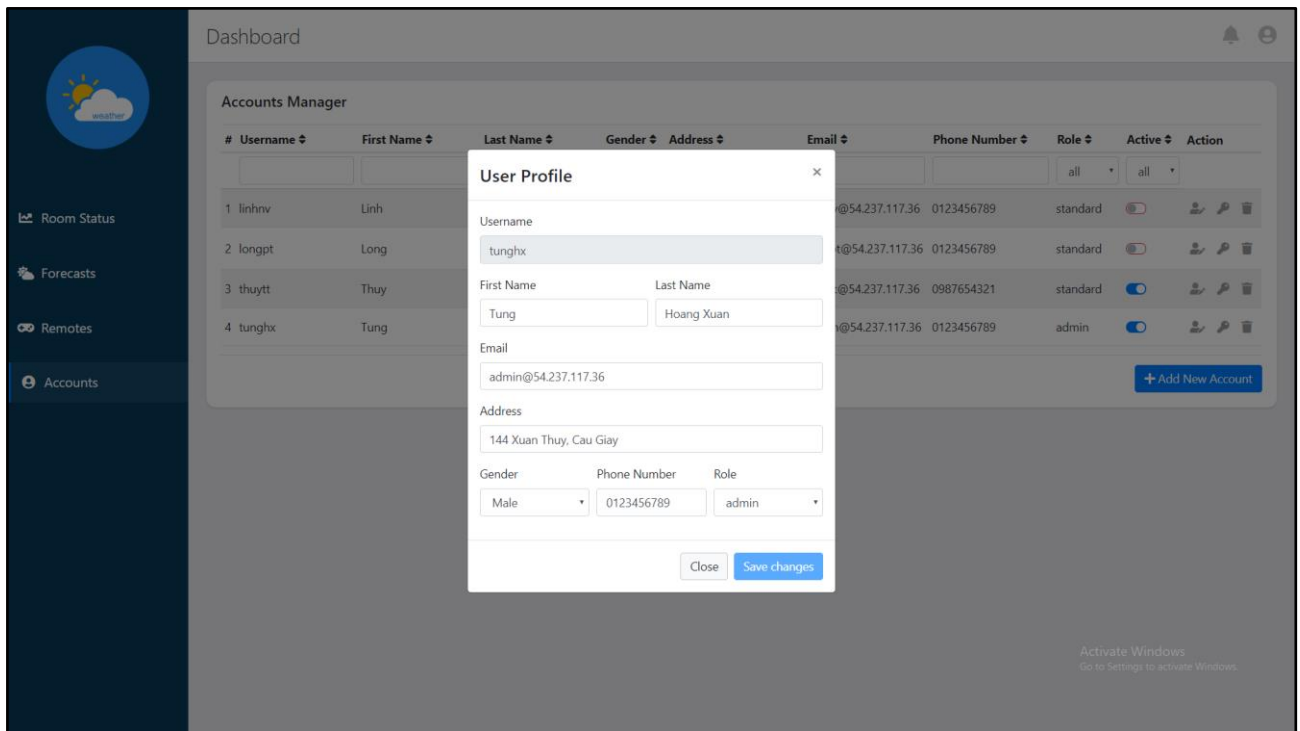 Dashboard
weather
Room Status
Forecasts
Remotes
Accounts
Accounts Manager
# Username First Name Last Name Gender Address Email Phone Number Role Active Action
all all
1 linhnv Linh @54.237.117.36 0123456789 standard
2 longpt Long t@54.237.117.36 0123456789 standard
3 thuytt Thuy @54.237.117.36 0987654321 standard
4 tunghx Tung @54.237.117.36 0123456789 admin
+ Add New Account
User Profile ×
Username
tunghx
First Name Last Name
Tung Hoang Xuan
Email
admin@54.237.117.36
Address
144 Xuan Thuy, Cau Giay
Gender Phone Number Role
Male 0123456789 admin
Close Save changes
Activate Windows
Go to Settings to activate Windows.